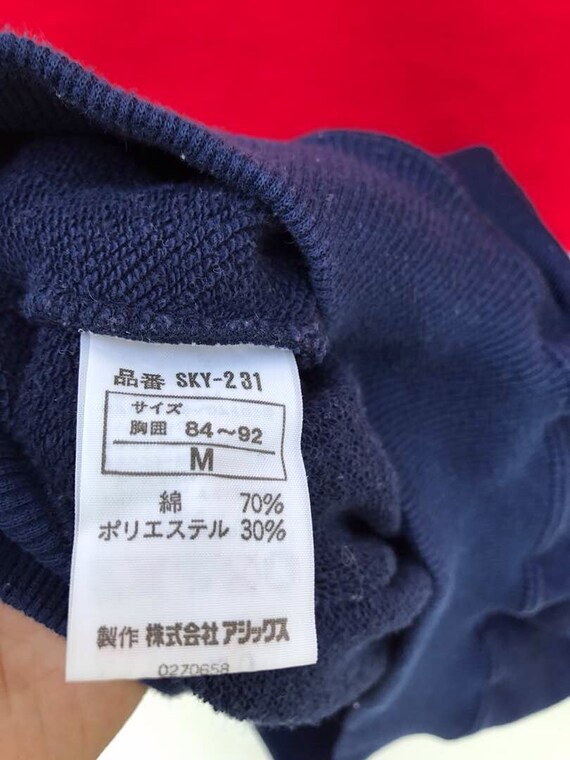 品番 SKY-231
サイズ
胸囲 84～92
M
綿 70%
ポリエステル 30%
製作 株式会社 アシックス
0270658